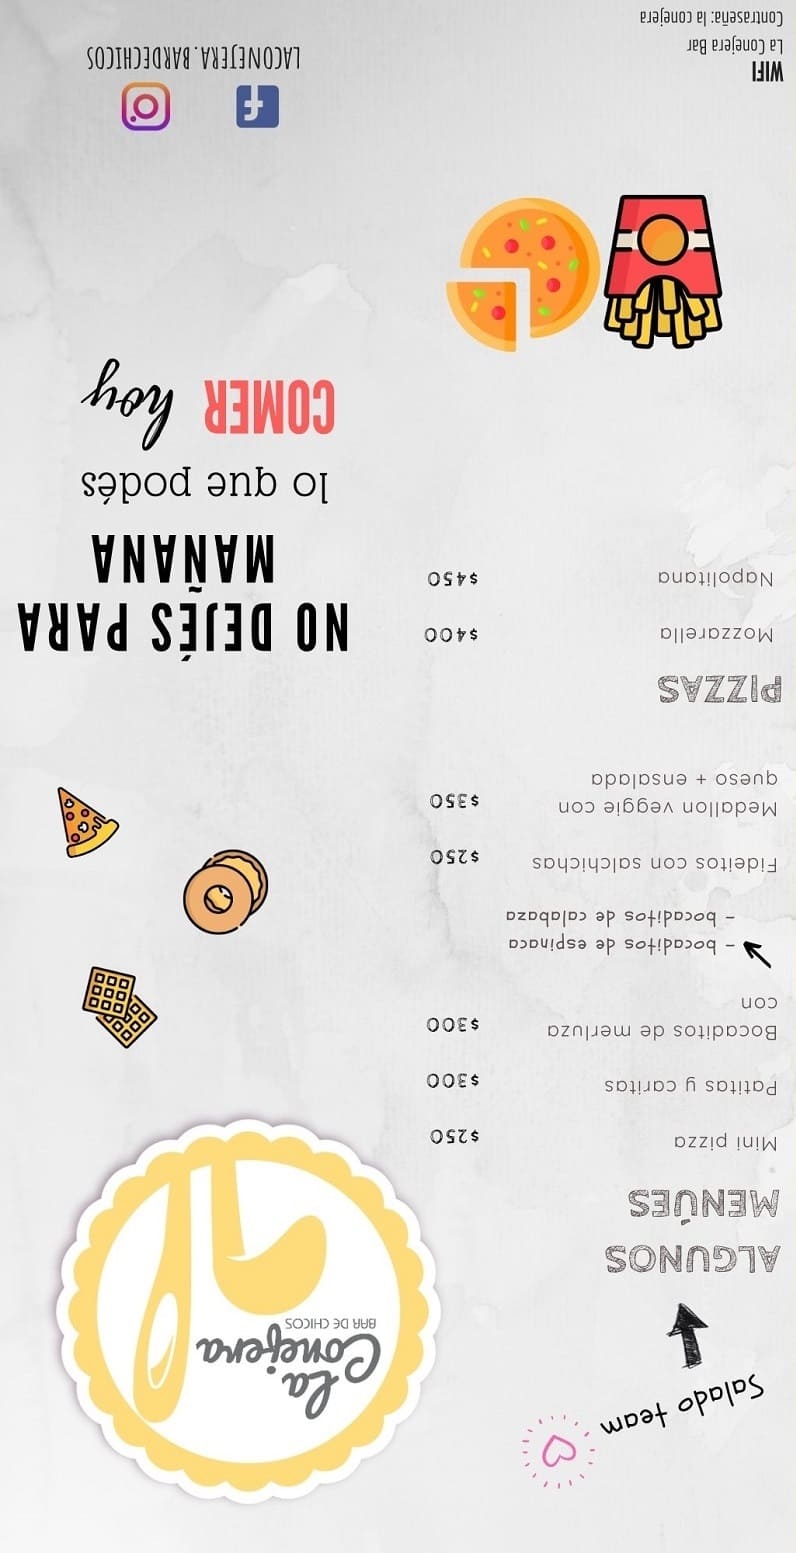 Salado team
La
Conejera
BAR DE CHICOS
ALGUNOS
MENÚES
Mini pizza $250
Patitas y caritas $300
Bocaditos de merluza $300
con
- bocaditos de espinaca
- bocaditos de calabaza
Fideitos con salchichas $250
Medallon veggie con $350
queso + ensalada
PIZZAS
Mozzarella $400
Napolitana $450
NO DEJÉS PARA
MAÑANA
lo que podés
COMER hoy
LACONEJERA.BARDECHICOS
WIFI
La Conejera Bar
Contraseña: la conejera